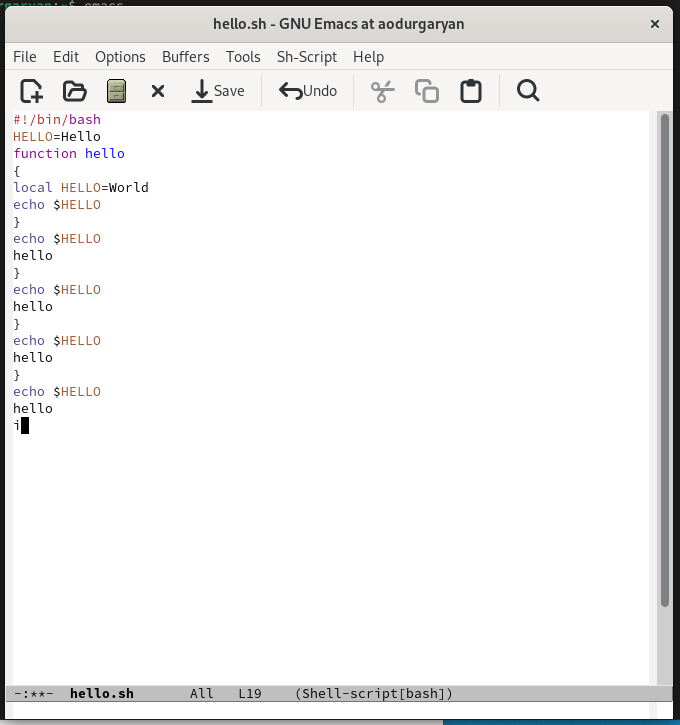 hello.sh - GNU Emacs at aodurgaryan ×
File Edit Options Buffers Tools Sh-Script Help
Save Undo
#!/bin/bash
HELLO=Hello
function hello
{
local HELLO=World
echo $HELLO
}
echo $HELLO
hello
}
echo $HELLO
hello
}
echo $HELLO
hello
}
echo $HELLO
hello
i
-:**- hello.sh All L19 (Shell-script[bash])